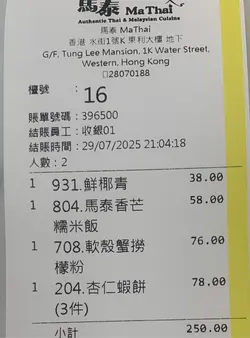 馬泰 MaThai
Authentic Thai & Malaysian Cuisine
馬泰 MaThai
香港 水街1號K 東利大樓 地下
G/F, Tung Lee Mansion, 1K Water Street,
Western, Hong Kong
28070188
檯號： 16
賬單號碼：396500
結賬員工：收銀01
結賬時間：29/07/2025 21:04:18
人數：2
1 931.鮮椰青 38.00
1 804.馬泰香芒 58.00
糯米飯
1 708.軟殼蟹撈 76.00
檬粉
1 204.杏仁蝦餅 78.00
(3件)
小計 250.00